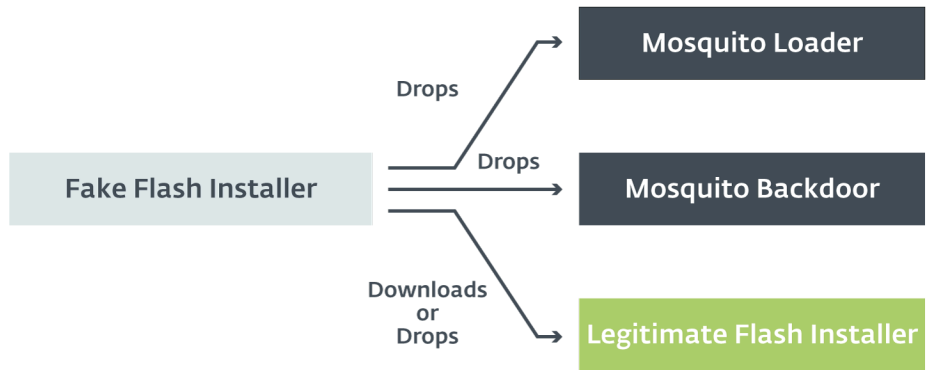 Mosquito Loader
Drops
Drops
Fake Flash Installer
Mosquito Backdoor
Downloads
or
Drops
Legitimate Flash Installer